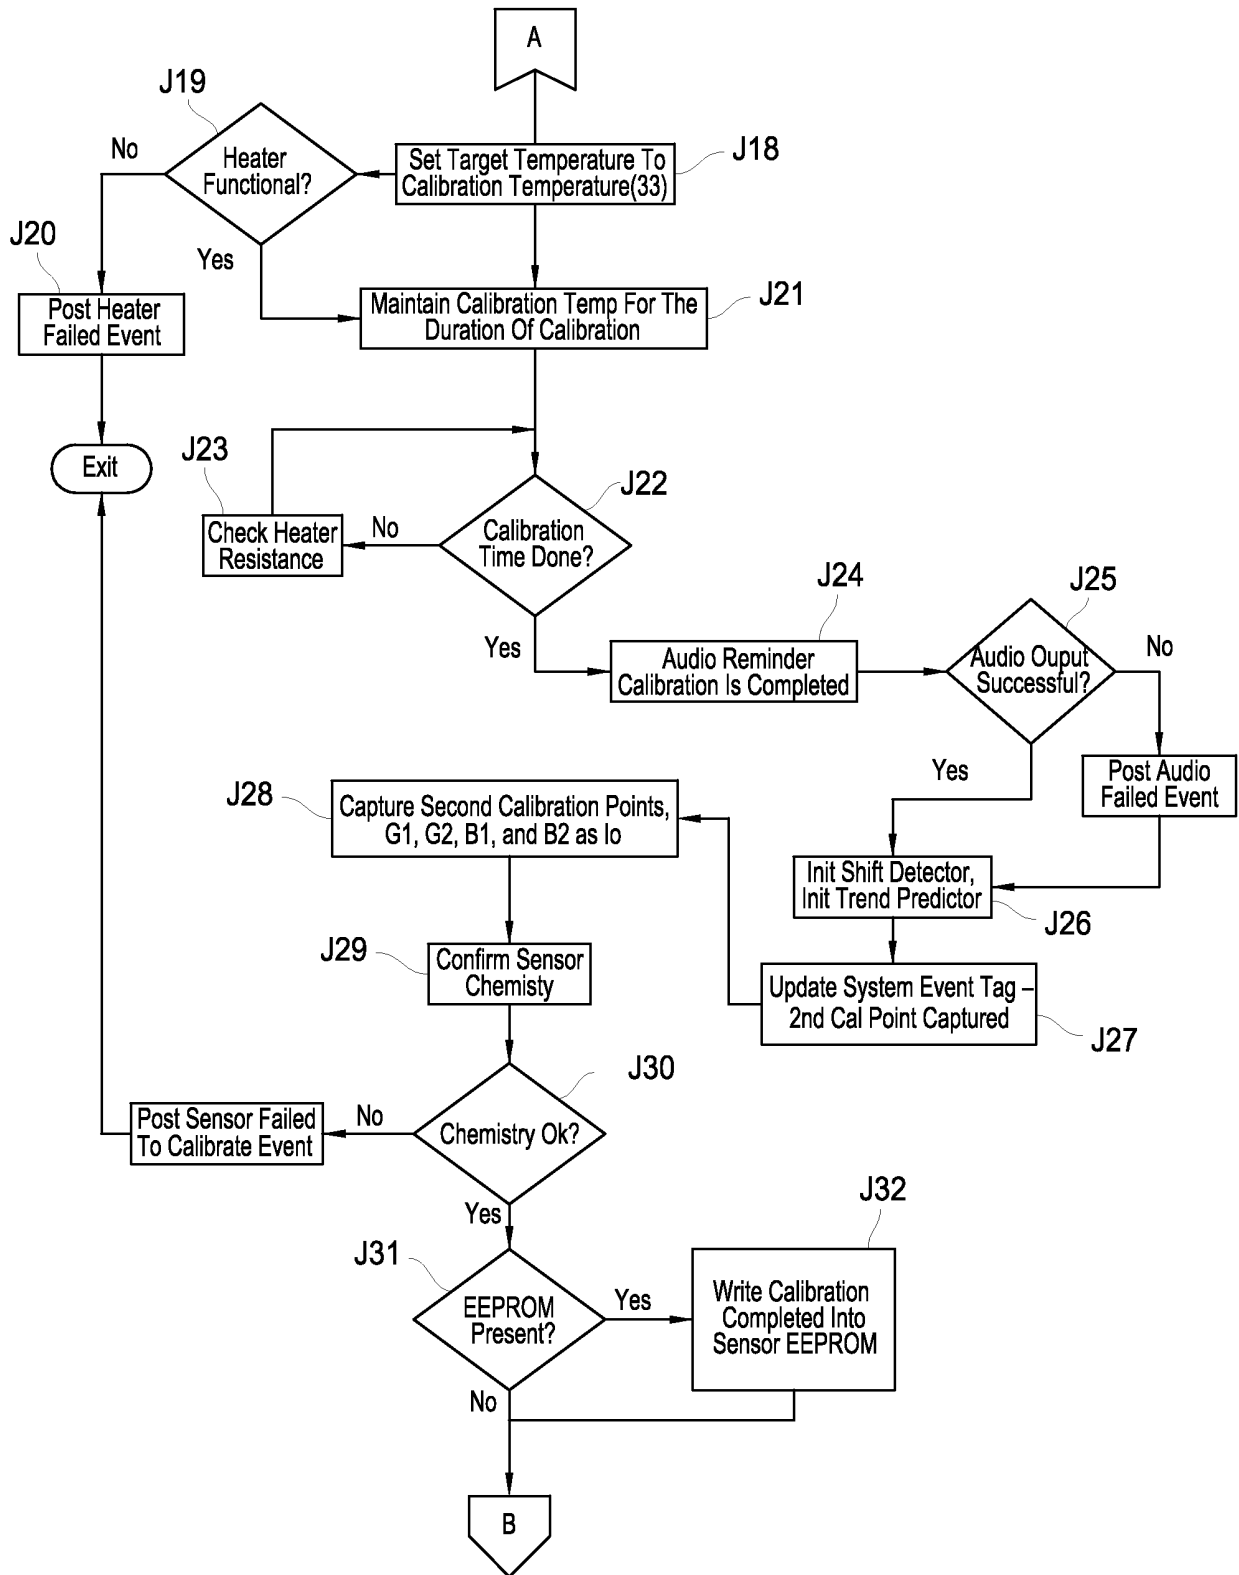 A
J19
No
Heater
Functional?
Set Target Temperature To
Calibration Temperature(33)
J18
J20
Yes
Post Heater
Failed Event
Maintain Calibration Temp For The
Duration Of Calibration
J21
Exit
J23
Check Heater
Resistance
No
Calibration
Time Done?
J22
Yes
J24
Audio Reminder
Calibration Is Completed
J25
Audio Ouput
Successful?
No
Yes
Post Audio
Failed Event
J28
Capture Second Calibration Points,
G1, G2, B1, and B2 as Io
Init Shift Detector,
Init Trend Predictor
J26
J29
Confirm Sensor
Chemisty
Update System Event Tag –
2nd Cal Point Captured
J27
J30
Post Sensor Failed
To Calibrate Event
No
Chemistry Ok?
Yes
J31
EEPROM
Present?
Yes
J32
Write Calibration
Completed Into
Sensor EEPROM
No
B